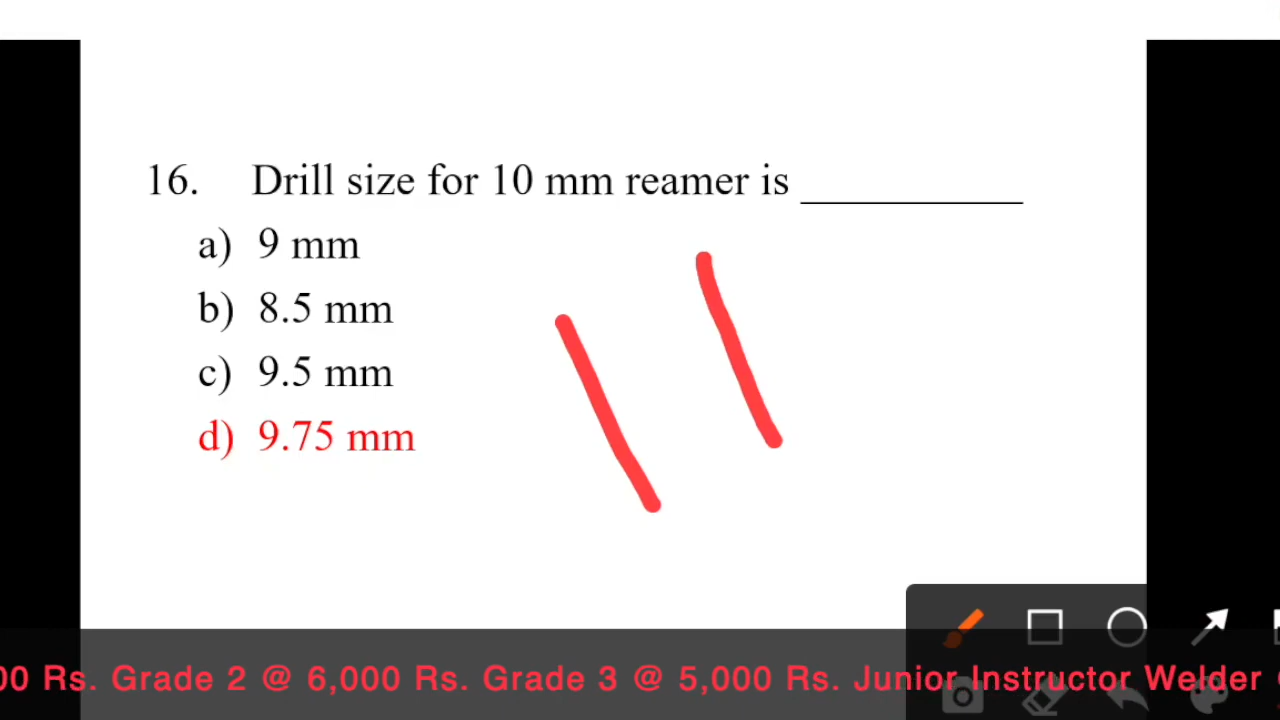 16. Drill size for 10 mm reamer is __________
a) 9 mm
b) 8.5 mm
c) 9.5 mm
d) 9.75 mm
00 Rs. Grade 2 @ 6,000 Rs. Grade 3 @ 5,000 Rs. Junior Instructor Welder